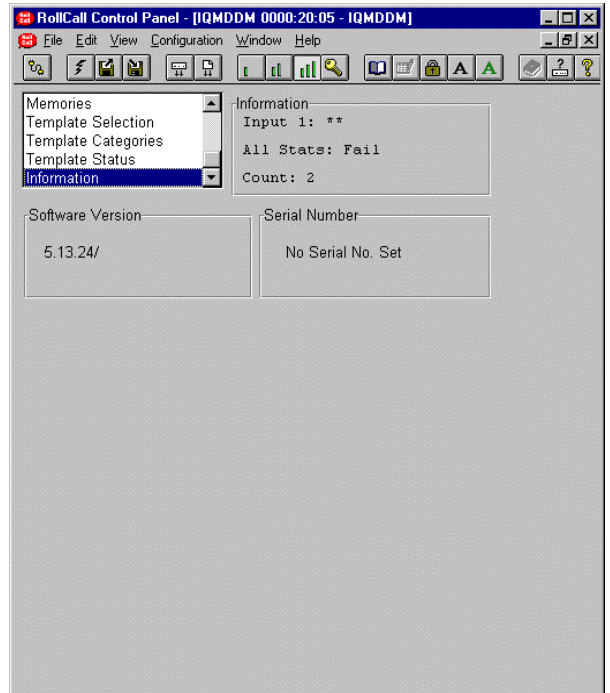 RollCall Control Panel - [IQMDDM 0000:20:05 - IQMDDM]
File Edit View Configuration Window Help
A A
Memories
Template Selection
Template Categories
Template Status
Information
Information
Input 1: **
All Stats: Fail
Count: 2
Software Version
5.13.24/
Serial Number
No Serial No. Set